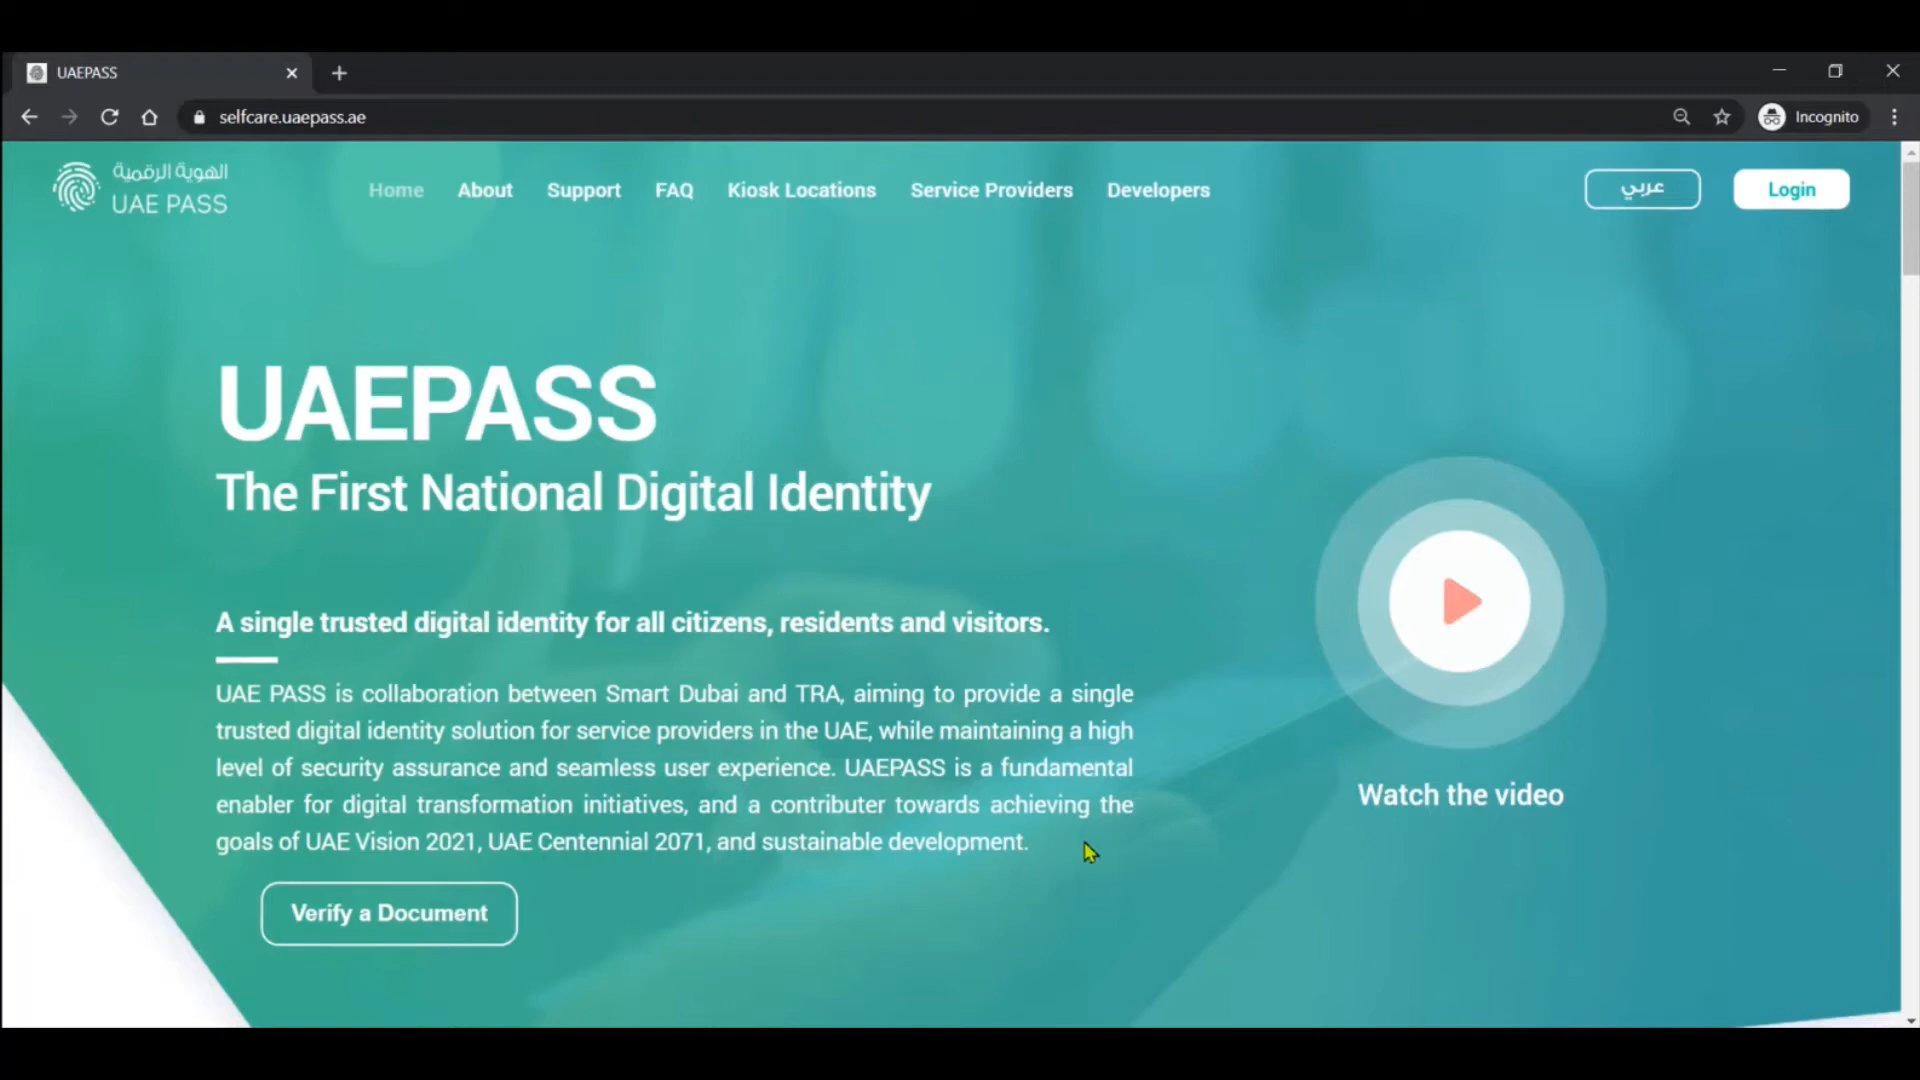 UAEPASS
selfcare.uaepass.ae
Incognito
الهوية الرقمية
UAE PASS
Home About Support FAQ Kiosk Locations Service Providers Developers
عربي
Login
UAEPASS
The First National Digital Identity
A single trusted digital identity for all citizens, residents and visitors.
UAE PASS is collaboration between Smart Dubai and TRA, aiming to provide a single
trusted digital identity solution for service providers in the UAE, while maintaining a high
level of security assurance and seamless user experience. UAEPASS is a fundamental
enabler for digital transformation initiatives, and a contributer towards achieving the
goals of UAE Vision 2021, UAE Centennial 2071, and sustainable development.
Watch the video
Verify a Document